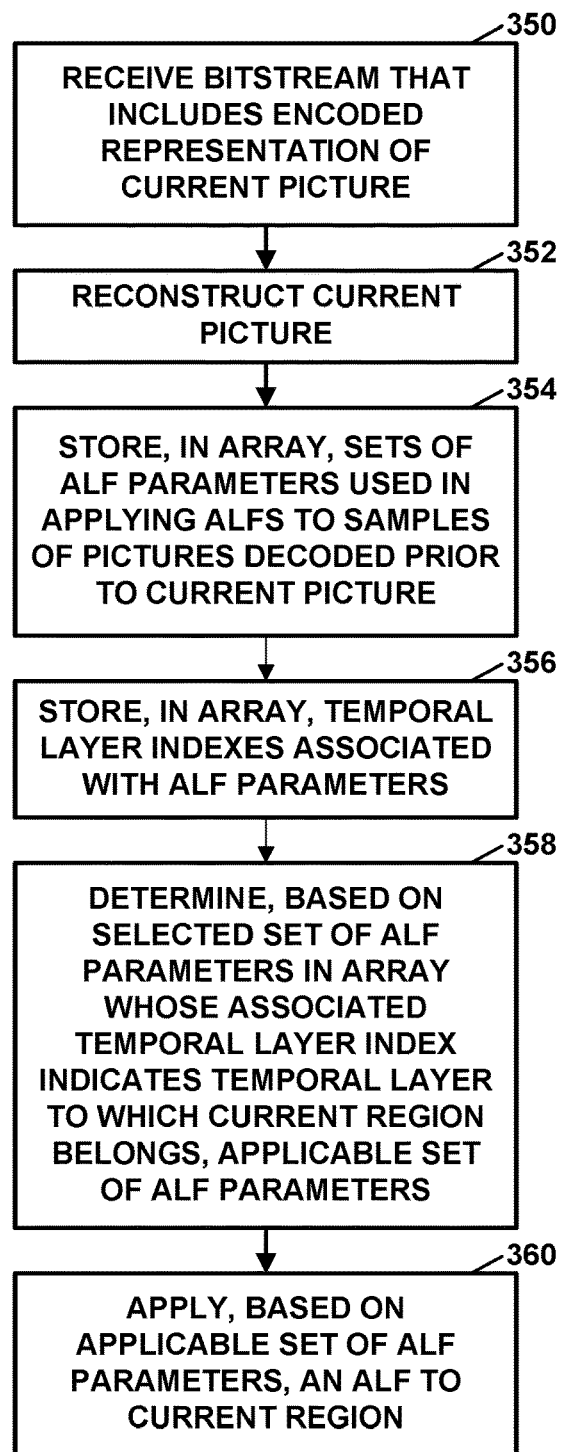 350
RECEIVE BITSTREAM THAT
INCLUDES ENCODED
REPRESENTATION OF
CURRENT PICTURE
352
RECONSTRUCT CURRENT
PICTURE
354
STORE, IN ARRAY, SETS OF
ALF PARAMETERS USED IN
APPLYING ALFS TO SAMPLES
OF PICTURES DECODED PRIOR
TO CURRENT PICTURE
356
STORE, IN ARRAY, TEMPORAL
LAYER INDEXES ASSOCIATED
WITH ALF PARAMETERS
358
DETERMINE, BASED ON
SELECTED SET OF ALF
PARAMETERS IN ARRAY
WHOSE ASSOCIATED
TEMPORAL LAYER INDEX
INDICATES TEMPORAL LAYER
TO WHICH CURRENT REGION
BELONGS, APPLICABLE SET
OF ALF PARAMETERS
360
APPLY, BASED ON
APPLICABLE SET OF ALF
PARAMETERS, AN ALF TO
CURRENT REGION